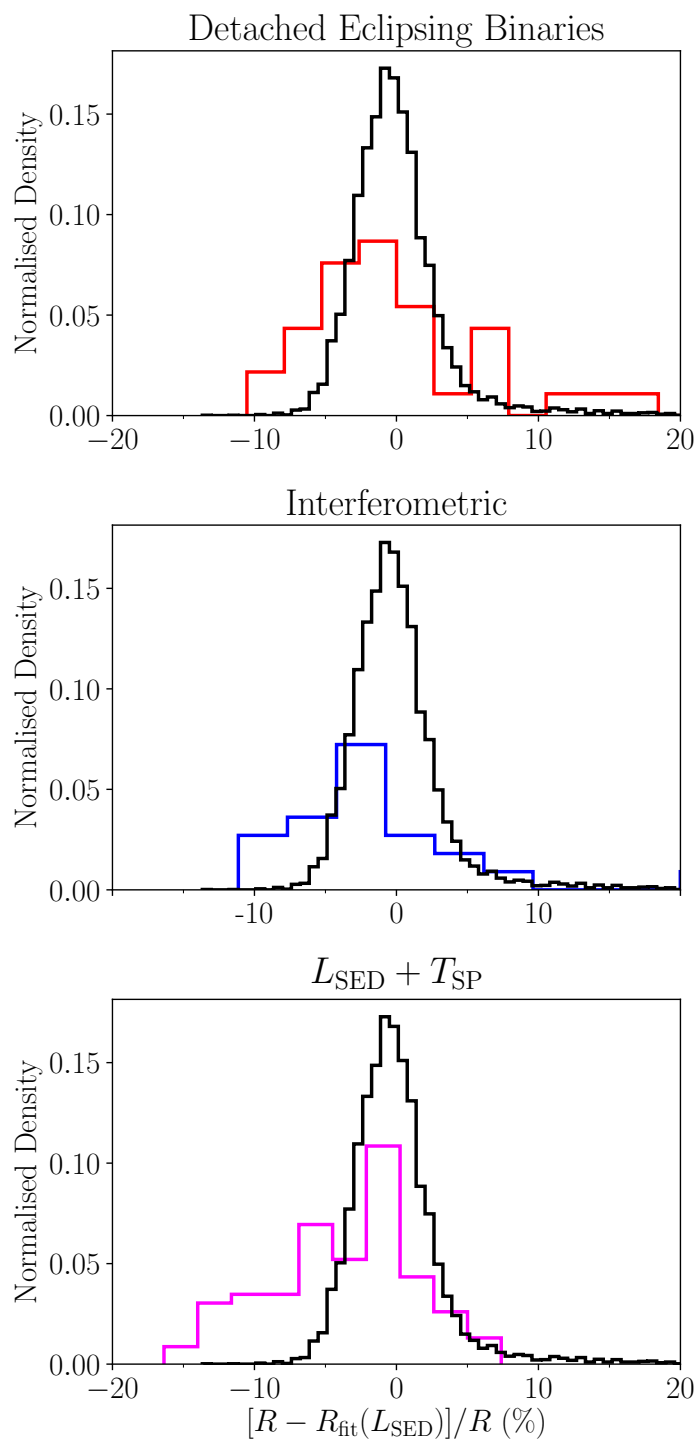 Detached Eclipsing Binaries
Normalised Density
0.15
0.10
0.05
0.00
−20 −10 0 10 20
Interferometric
Normalised Density
0.15
0.10
0.05
0.00
-10 0 10
L_SED + T_SP
Normalised Density
0.15
0.10
0.05
0.00
−20 −10 0 10 20
[R − R_fit(L_SED)]/R (%)